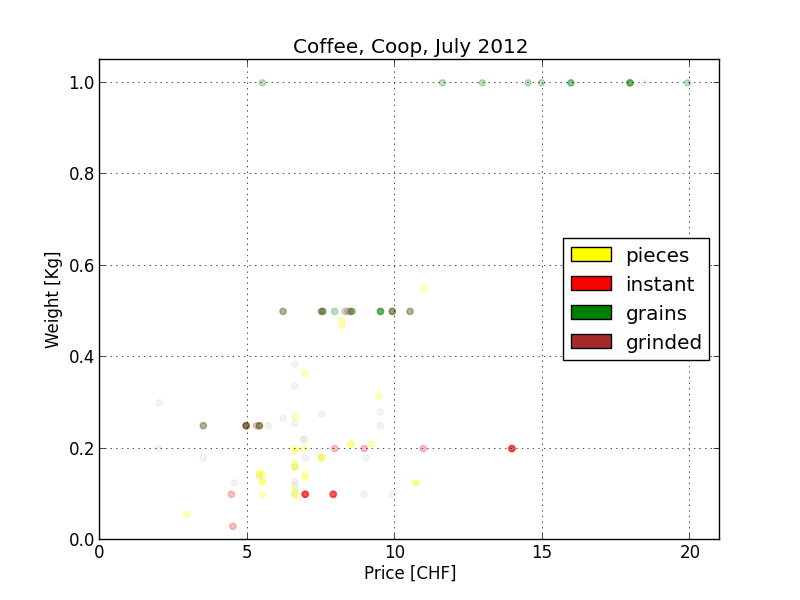 Coffee, Coop, July 2012
1.0
0.8
0.6
0.4
0.2
0.0
Weight [Kg]
pieces
instant
grains
grinded
0 5 10 15 20
Price [CHF]